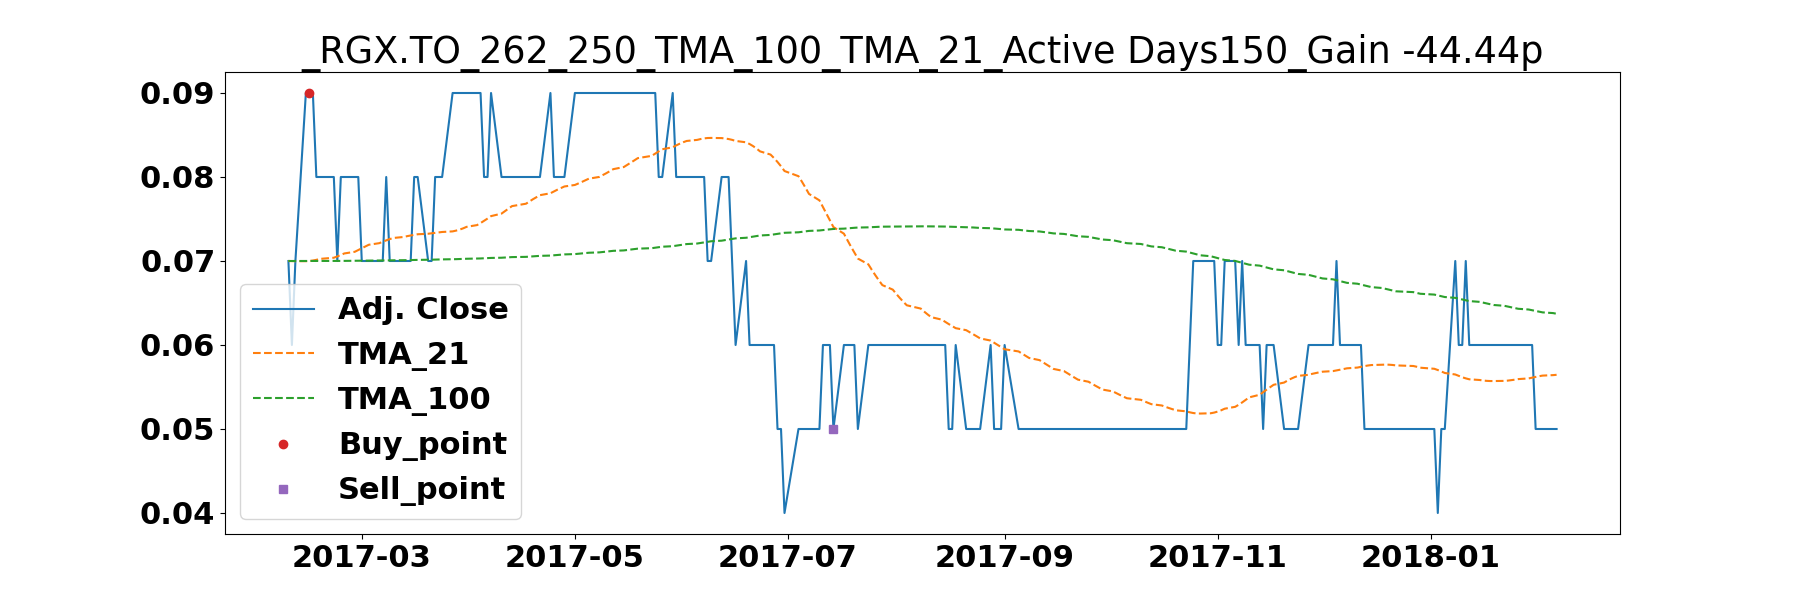 _RGX.TO_262_250_TMA_100_TMA_21_Active Days150_Gain -44.44p
0.09
0.08
0.07
0.06
0.05
0.04
Adj. Close
TMA_21
TMA_100
Buy_point
Sell_point
2017-03 2017-05 2017-07 2017-09 2017-11 2018-01